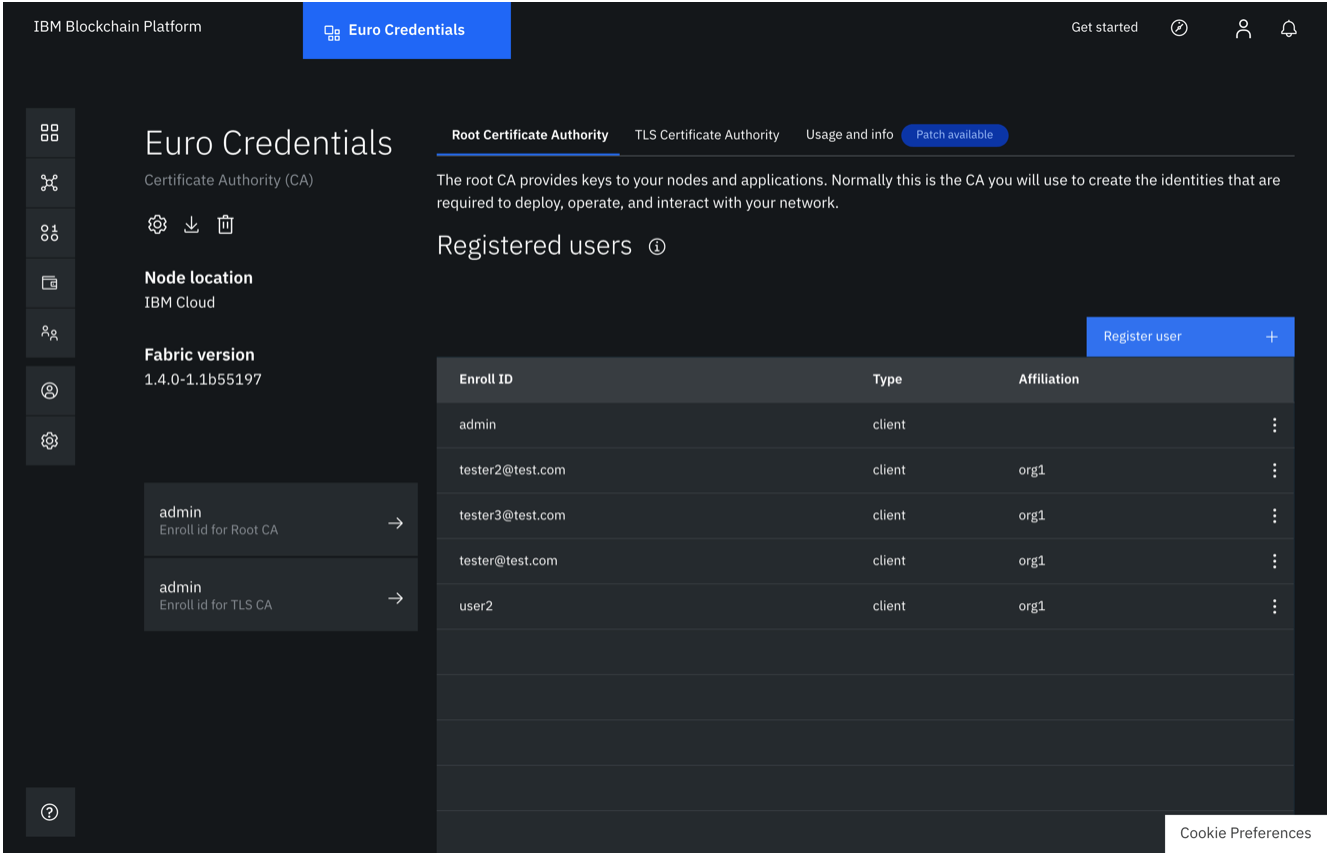 IBM Blockchain Platform
Euro Credentials
Get started
Euro Credentials
Certificate Authority (CA)
Node location
IBM Cloud
Fabric version
1.4.0-1.1b55197
admin
Enroll id for Root CA
admin
Enroll id for TLS CA
Root Certificate Authority
TLS Certificate Authority
Usage and info
Patch available
The root CA provides keys to your nodes and applications. Normally this is the CA you will use to create the identities that are
required to deploy, operate, and interact with your network.
Registered users
Register user
Enroll ID Type Affiliation
admin client
tester2@test.com client org1
tester3@test.com client org1
tester@test.com client org1
user2 client org1
Cookie Preferences